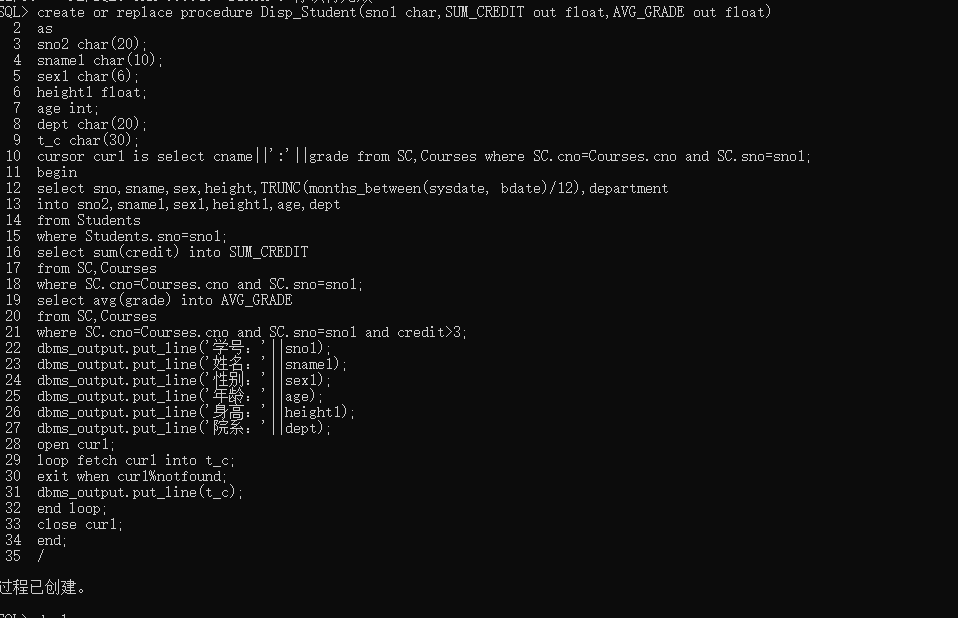 SQL> create or replace procedure Disp_Student(sno1 char,SUM_CREDIT out float,AVG_GRADE out float)
2 as
3 sno2 char(20);
4 sname1 char(10);
5 sex1 char(6);
6 height1 float;
7 age int;
8 dept char(20);
9 t_c char(30);
10 cursor cur1 is select cname||':'||grade from SC,Courses where SC.cno=Courses.cno and SC.sno=sno1;
11 begin
12 select sno,sname,sex,height,TRUNC(months_between(sysdate, bdate)/12),department
13 into sno2,sname1,sex1,height1,age,dept
14 from Students
15 where Students.sno=sno1;
16 select sum(credit) into SUM_CREDIT
17 from SC,Courses
18 where SC.cno=Courses.cno and SC.sno=sno1;
19 select avg(grade) into AVG_GRADE
20 from SC,Courses
21 where SC.cno=Courses.cno and SC.sno=sno1 and credit>3;
22 dbms_output.put_line('学号：'||sno1);
23 dbms_output.put_line('姓名：'||sname1);
24 dbms_output.put_line('性别：'||sex1);
25 dbms_output.put_line('年龄：'||age);
26 dbms_output.put_line('身高：'||height1);
27 dbms_output.put_line('院系：'||dept);
28 open cur1;
29 loop fetch cur1 into t_c;
30 exit when cur1%notfound;
31 dbms_output.put_line(t_c);
32 end loop;
33 close cur1;
34 end;
35 /
过程已创建。